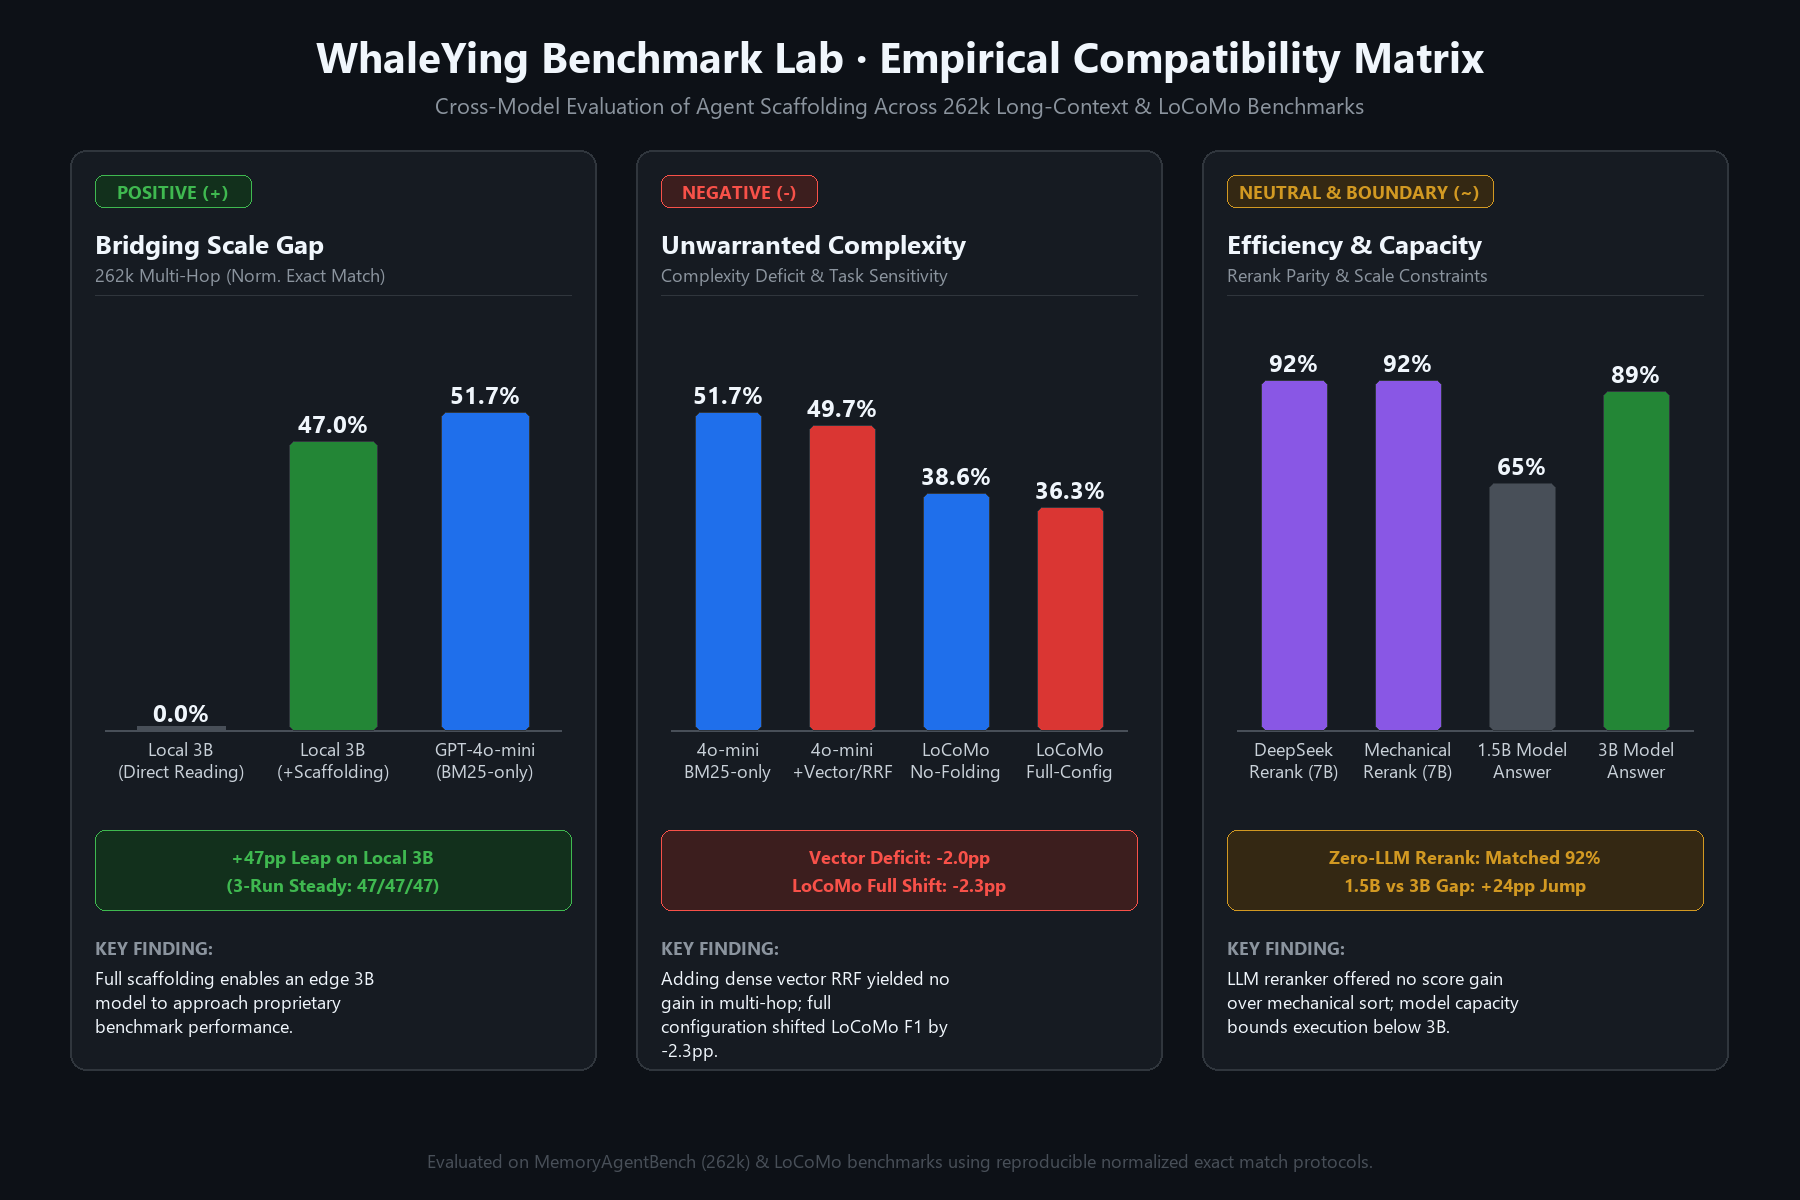 WhaleYing Benchmark Lab · Empirical Compatibility Matrix
Cross-Model Evaluation of Agent Scaffolding Across 262k Long-Context & LoCoMo Benchmarks
POSITIVE (+)
Bridging Scale Gap
262k Multi-Hop (Norm. Exact Match)
0.0%
47.0%
51.7%
Local 3B
(Direct Reading)
Local 3B
(+Scaffolding)
GPT-4o-mini
(BM25-only)
+47pp Leap on Local 3B
(3-Run Steady: 47/47/47)
KEY FINDING:
Full scaffolding enables an edge 3B
model to approach proprietary
benchmark performance.
NEGATIVE (-)
Unwarranted Complexity
Complexity Deficit & Task Sensitivity
51.7%
49.7%
38.6%
36.3%
4o-mini
BM25-only
4o-mini
+Vector/RRF
LoCoMo
No-Folding
LoCoMo
Full-Config
Vector Deficit: -2.0pp
LoCoMo Full Shift: -2.3pp
KEY FINDING:
Adding dense vector RRF yielded no
gain in multi-hop; full
configuration shifted LoCoMo F1 by
-2.3pp.
NEUTRAL & BOUNDARY (~)
Efficiency & Capacity
Rerank Parity & Scale Constraints
92%
92%
65%
89%
DeepSeek
Rerank (7B)
Mechanical
Rerank (7B)
1.5B Model
Answer
3B Model
Answer
Zero-LLM Rerank: Matched 92%
1.5B vs 3B Gap: +24pp Jump
KEY FINDING:
LLM reranker offered no score gain
over mechanical sort; model capacity
bounds execution below 3B.
Evaluated on MemoryAgentBench (262k) & LoCoMo benchmarks using reproducible normalized exact match protocols.